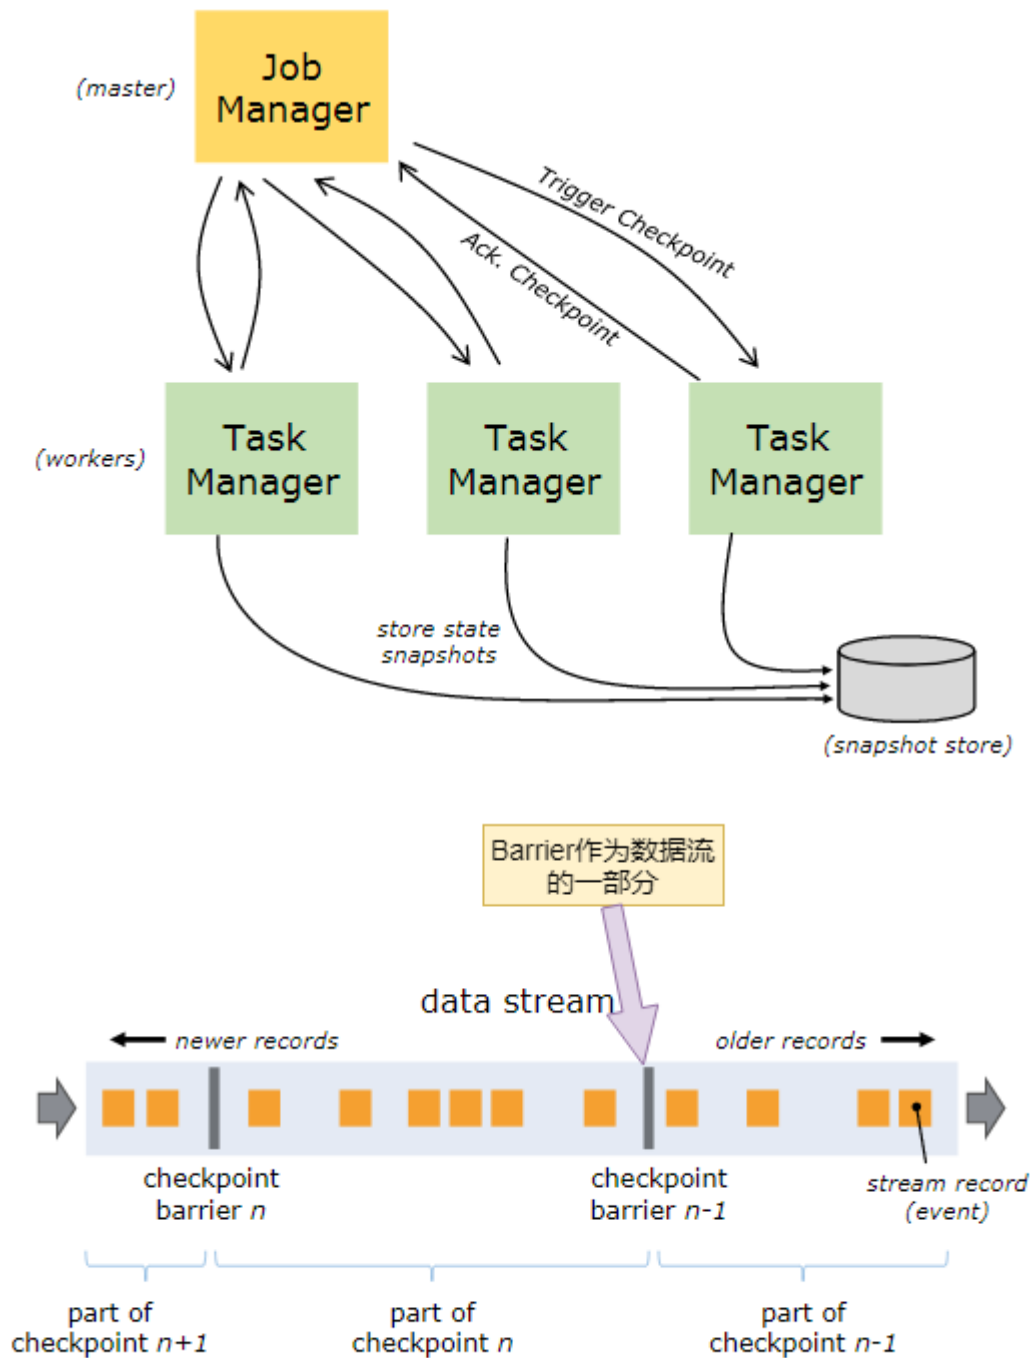 Job
Manager
(master)
Trigger Checkpoint
Ack. Checkpoint
(workers)
Task
Manager
Task
Manager
Task
Manager
store state
snapshots
(snapshot store)
Barrier作为数据流
的一部分
data stream
newer records
older records
checkpoint
barrier n
checkpoint
barrier n-1
stream record
(event)
part of
checkpoint n+1
part of
checkpoint n
part of
checkpoint n-1